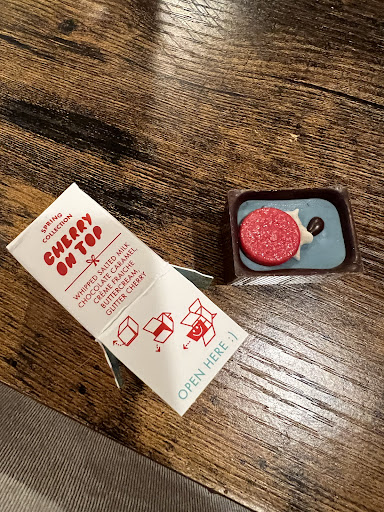 SPRING
COLLECTION
CHERRY
ON TOP
WHIPPED SALTED MILK
CHOCOLATE CARAMEL,
CRÈME FRAICHE
BUTTERCREAM,
GLITTER CHERRY
OPEN HERE :)